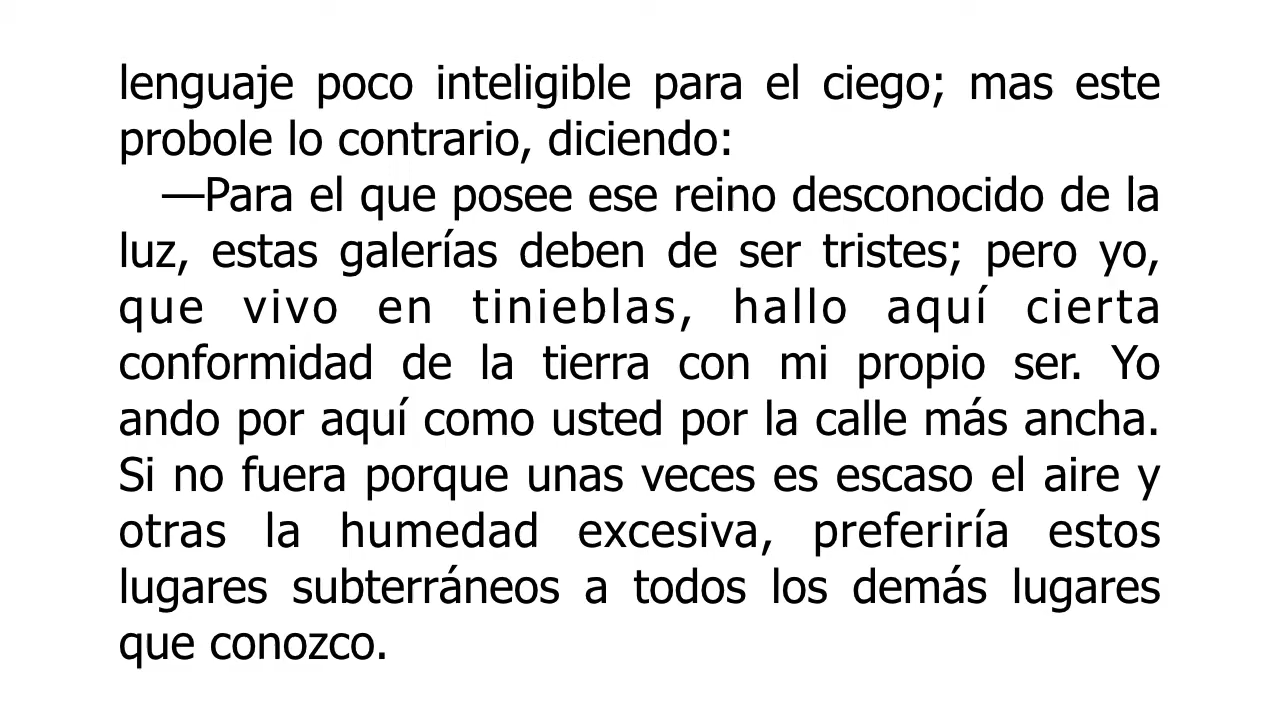 lenguaje poco inteligible para el ciego; mas este
probole lo contrario, diciendo:
—Para el que posee ese reino desconocido de la
luz, estas galerías deben de ser tristes; pero yo,
que vivo en tinieblas, hallo aquí cierta
conformidad de la tierra con mi propio ser. Yo
ando por aquí como usted por la calle más ancha.
Si no fuera porque unas veces es escaso el aire y
otras la humedad excesiva, preferiría estos
lugares subterráneos a todos los demás lugares
que conozco.